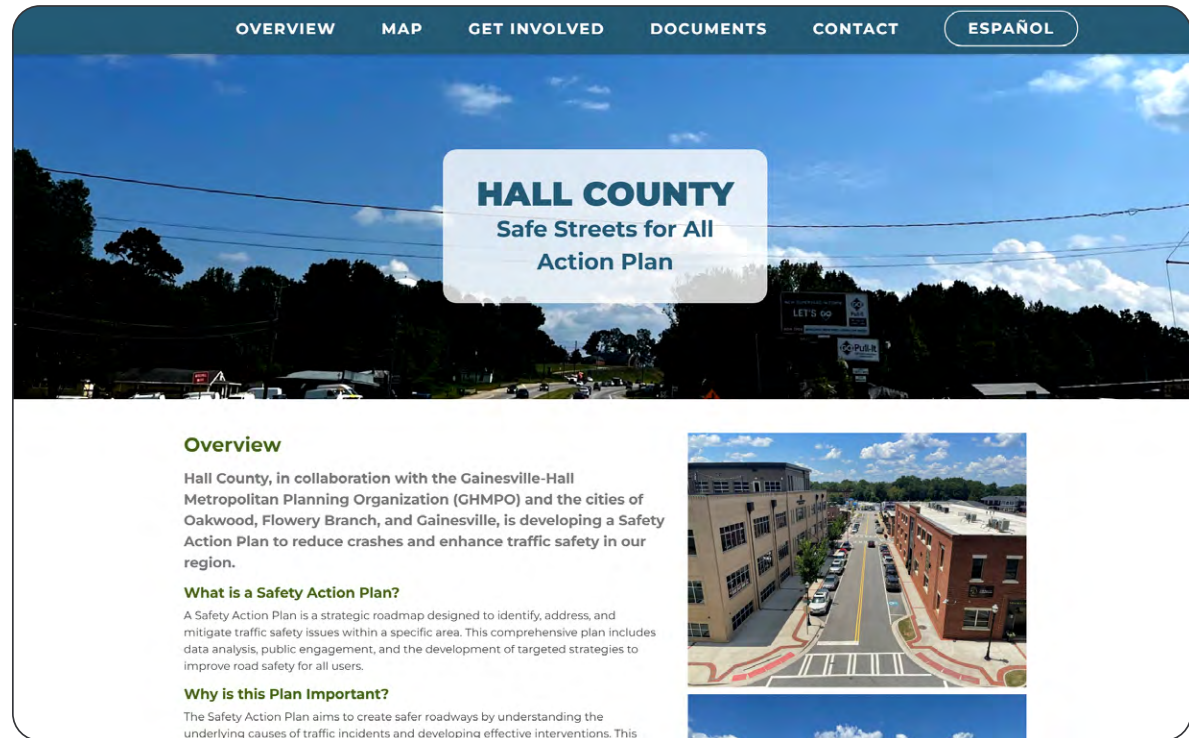 OVERVIEW MAP GET INVOLVED DOCUMENTS CONTACT ESPAÑOL
HALL COUNTY
Safe Streets for All
Action Plan
LET'S GO
Pull-It
Overview
Hall County, in collaboration with the Gainesville-Hall
Metropolitan Planning Organization (GHMPO) and the cities of
Oakwood, Flowery Branch, and Gainesville, is developing a Safety
Action Plan to reduce crashes and enhance traffic safety in our
region.
What is a Safety Action Plan?
A Safety Action Plan is a strategic roadmap designed to identify, address, and
mitigate traffic safety issues within a specific area. This comprehensive plan includes
data analysis, public engagement, and the development of targeted strategies to
improve road safety for all users.
Why is this Plan Important?
The Safety Action Plan aims to create safer roadways by understanding the
underlying causes of traffic incidents and developing effective interventions. This